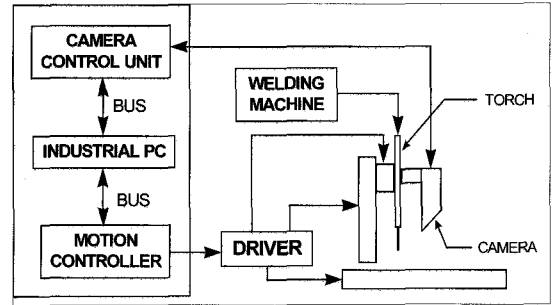 CAMERA
CONTROL UNIT
BUS
WELDING
MACHINE
TORCH
INDUSTRIAL PC
BUS
MOTION
CONTROLLER
DRIVER
CAMERA